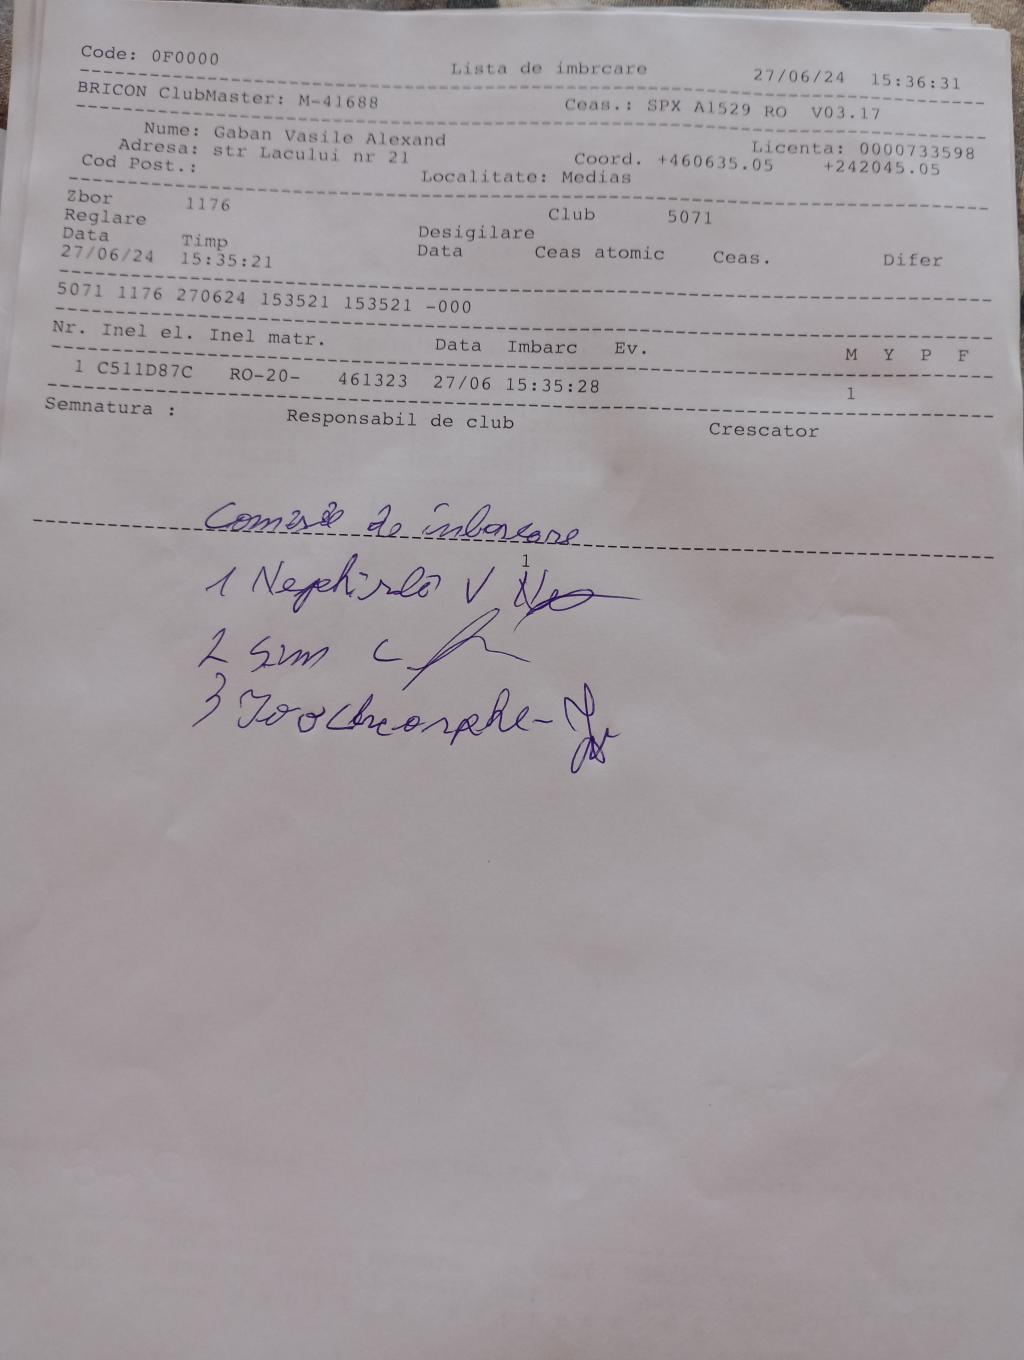 Code: 0F0000 Lista de imbrcare 27/06/24 15:36:31
BRICON ClubMaster: M-41688 Ceas.: SPX A1529 RO V03.17
Nume: Gaban Vasile Alexand Licenta: 0000733598
Adresa: str Lacului nr 21 Coord. +460635.05 +242045.05
Cod Post.: Localitate: Medias
Zbor 1176 Club 5071
Reglare Desigilare
Data Timp Data Ceas atomic Ceas. Difer
27/06/24 15:35:21
5071 1176 270624 153521 153521 -000
Nr. Inel el. Inel matr. Data Imbarc Ev. M Y P F
1 C511D87C RO-20- 461323 27/06 15:35:28 1
Semnatura : Responsabil de club Crescator
de
1
1 V
2 Sim C
3